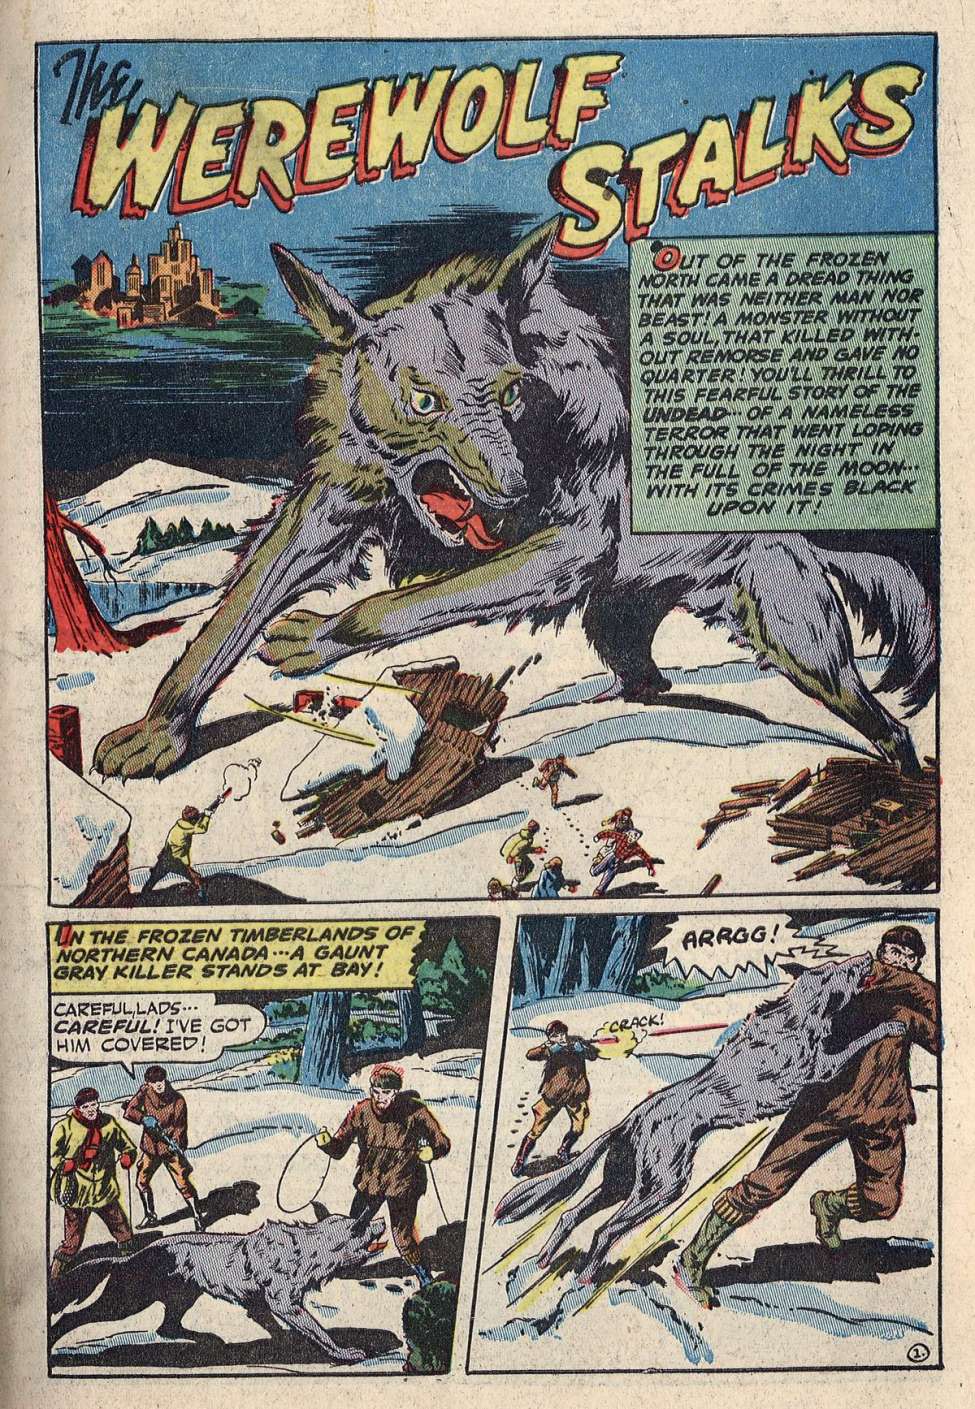 The
WEREWOLF
STALKS
OUT OF THE FROZEN
NORTH CAME A DREAD THING
THAT WAS NEITHER MAN NOR
BEAST! A MONSTER WITHOUT
A SOUL, THAT KILLED WITH-
OUT REMORSE AND GAVE NO
QUARTER! YOU'LL THRILL TO
THIS FEARFUL STORY OF THE
UNDEAD... OF A NAMELESS
TERROR THAT WENT LOPING
THROUGH THE NIGHT IN
THE FULL OF THE MOON...
WITH ITS CRIMES BLACK
UPON IT!
IN THE FROZEN TIMBERLANDS OF
NORTHERN CANADA... A GAUNT
GRAY KILLER STANDS AT BAY!
CAREFUL, LADS...
CAREFUL! I'VE GOT
HIM COVERED!
ARRGG!
CRACK!
1.